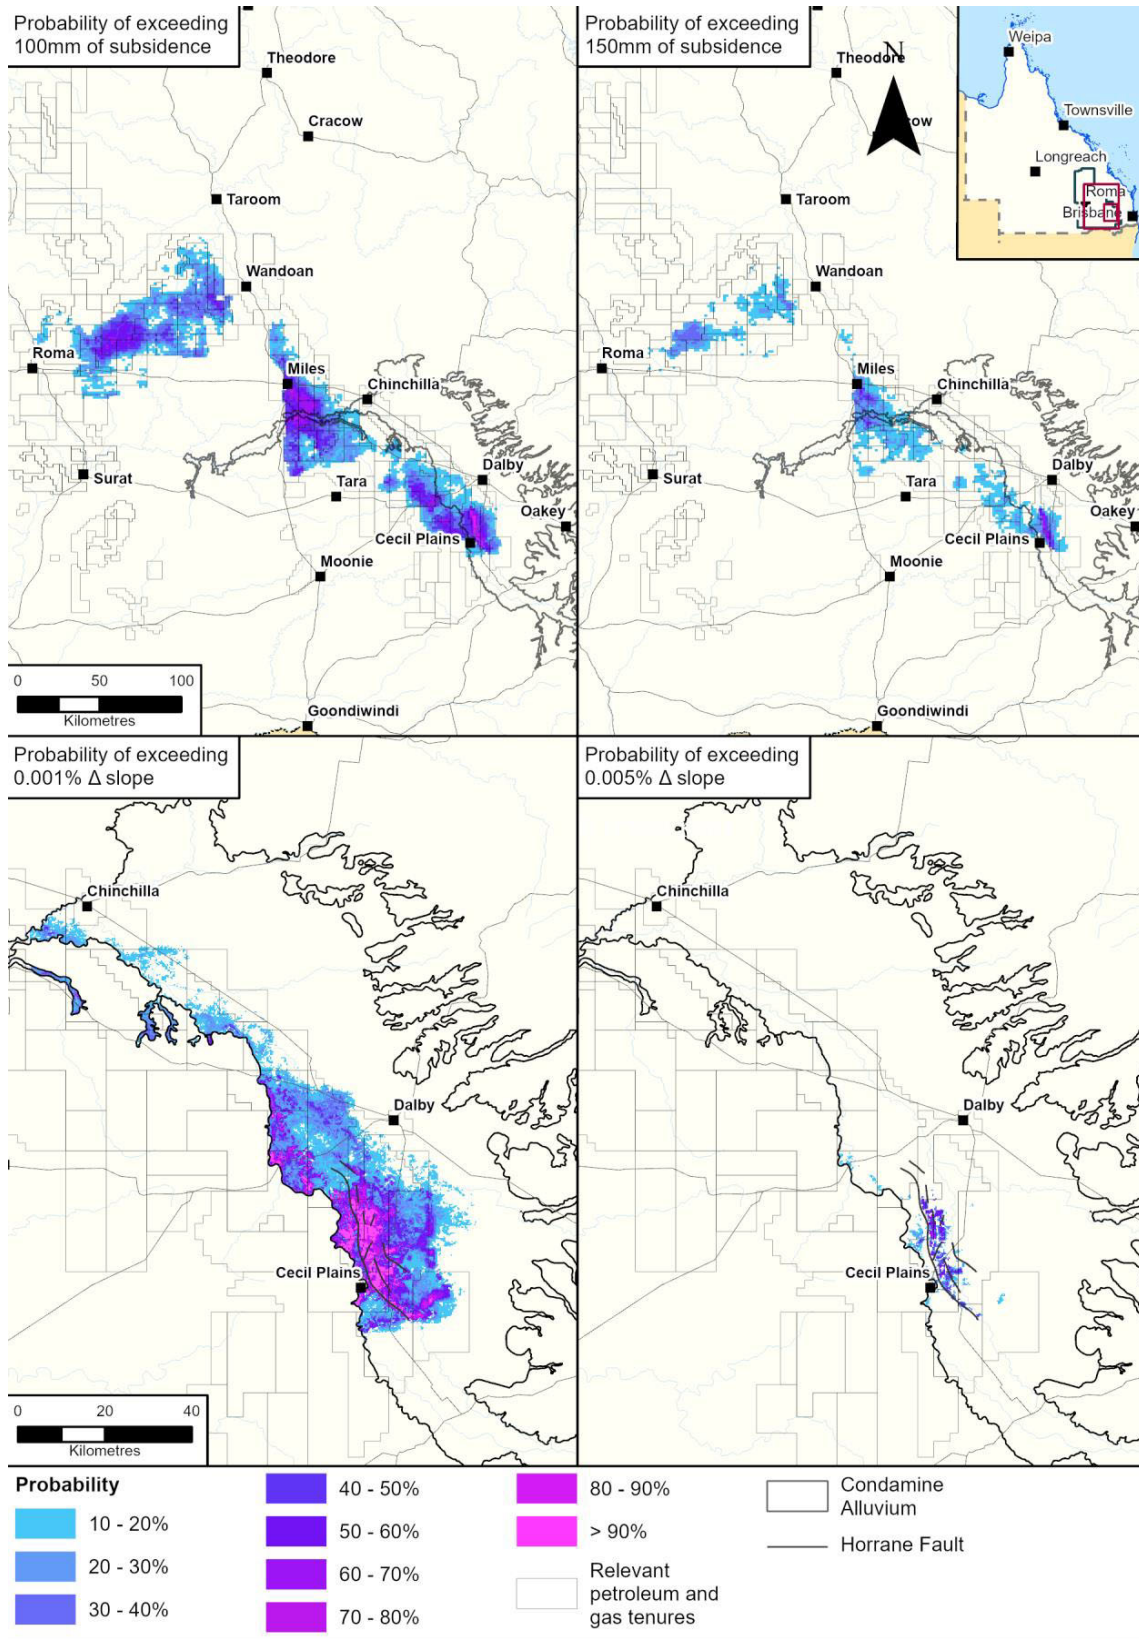 Probability of exceeding
100mm of subsidence
Theodore
Cracow
Taroom
Wandoan
Roma
Miles
Chinchilla
Surat
Tara
Dalby
Oakey
Cecil Plains
Moonie
Goondiwindi
0 50 100
Kilometres
Probability of exceeding
150mm of subsidence
N
Theodore
cow
Taroom
Wandoan
Roma
Miles
Chinchilla
Surat
Tara
Dalby
Oakey
Cecil Plains
Moonie
Goondiwindi
Weipa
Townsville
Longreach
Roma
Brisbane
Probability of exceeding
0.001% Δ slope
Chinchilla
Dalby
Cecil Plains
0 20 40
Kilometres
Probability of exceeding
0.005% Δ slope
Chinchilla
Dalby
Cecil Plains
Probability
10 - 20%
20 - 30%
30 - 40%
40 - 50%
50 - 60%
60 - 70%
70 - 80%
80 - 90%
> 90%
Relevant
petroleum and
gas tenures
Condamine
Alluvium
Horrane Fault